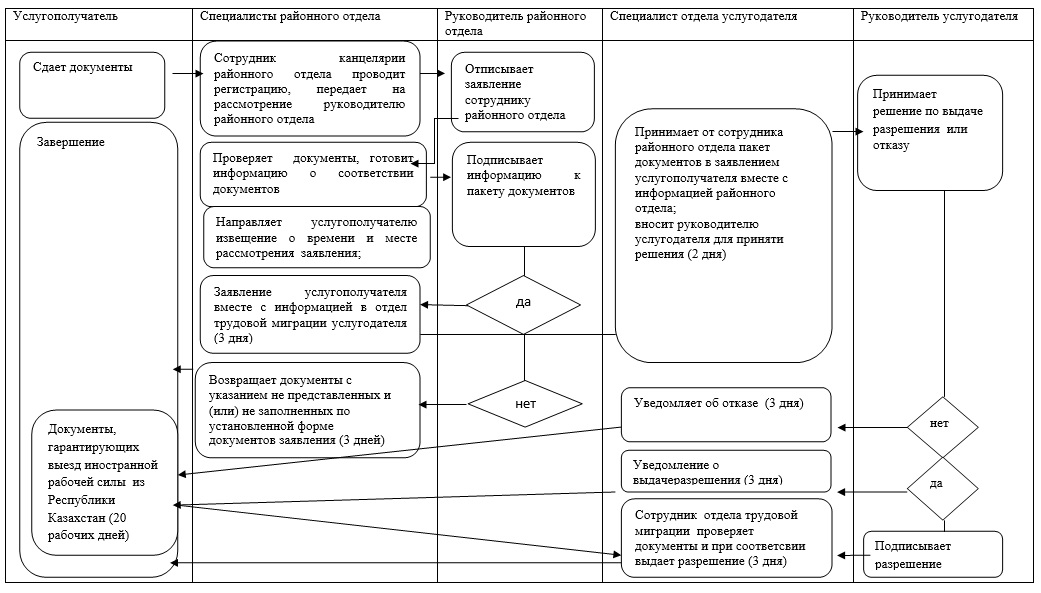 Услугополучатель
Сдает документы
Завершение
Документы,
гарантирующих
выезд иностранной
рабочей силы из
Республики
Казахстан (20
рабочих дней)
Специалисты районного отдела
Сотрудник канцелярии
районного отдела проводит
регистрацию, передает на
рассмотрение руководителю
районного отдела
Проверяет документы, готовит
информацию о соответствии
документов
Направляет услугополучателю
извещение о времени и месте
рассмотрения заявления;
Заявление услугополучателя
вместе с информацией в отдел
трудовой миграции услугодателя
(3 дня)
Возвращает документы с
указанием не представленных и
(или) не заполненных по
установленной форме
документов заявления (3 дней)
Руководитель районного
отдела
Отписывает
заявление
сотруднику
районного отдела
Подписывает
информацию к
пакету документов
да
нет
Специалист отдела услугодателя
Принимает от сотрудника
районного отдела пакет
документов в заявлением
услугополучателя вместе с
информацией районного
отдела;
вносит руководителю
услугодателя для приняти
решения (2 дня)
Уведомляет об отказе (3 дня)
Уведомление о
выдачеразрешения (3 дня)
Сотрудник отдела трудовой
миграции проверяет
документы и при соответсвии
выдает разрешение (3 дня)
Руководитель услугодателя
Принимает
решение по выдаче
разрешения или
отказу
нет
да
Подписывает
разрешение